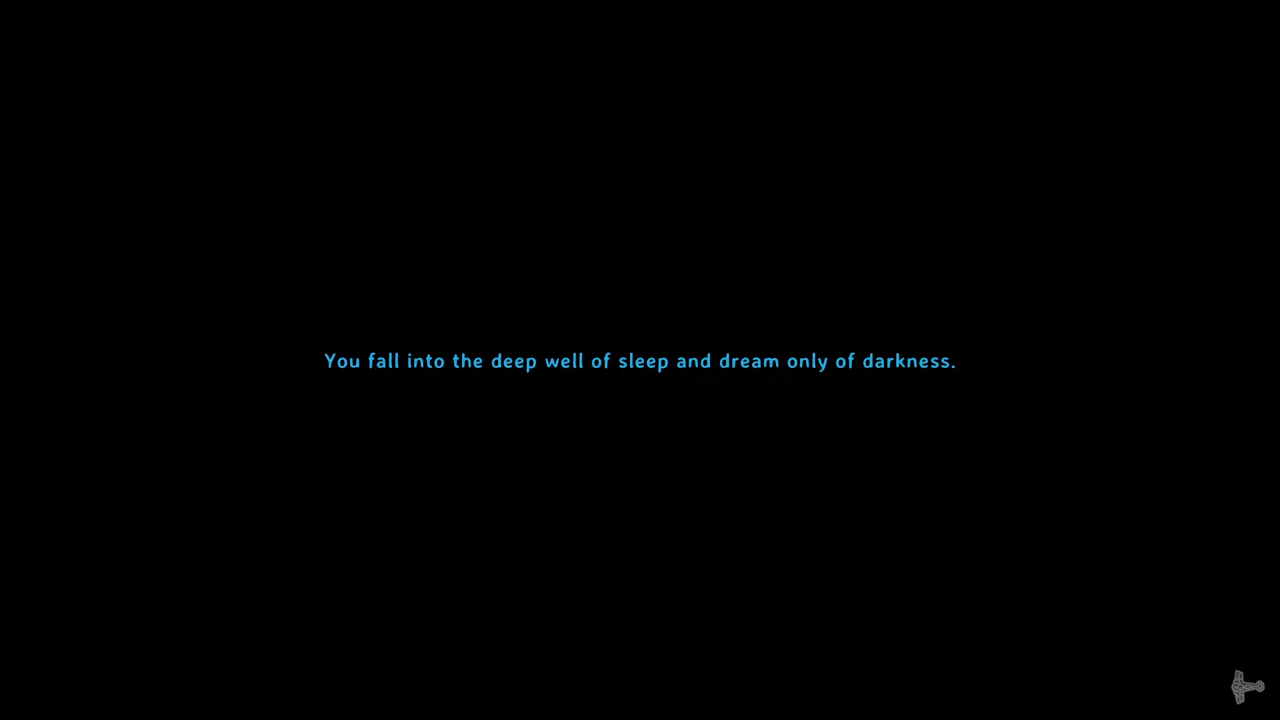 You fall into the deep well of sleep and dream only of darkness.